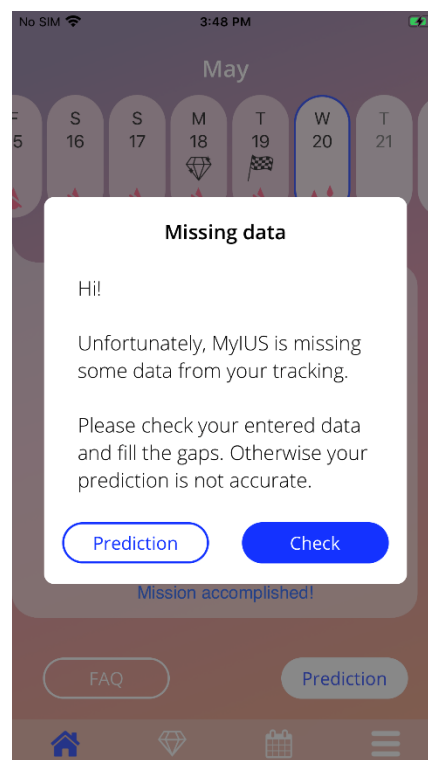 No SIM 3:48 PM
May
F S S M T W T
5 16 17 18 19 20 21
Missing data
Hi!
Unfortunately, MyIUS is missing
some data from your tracking.
Please check your entered data
and fill the gaps. Otherwise your
prediction is not accurate.
Prediction Check
Mission accomplished!
FAQ Prediction